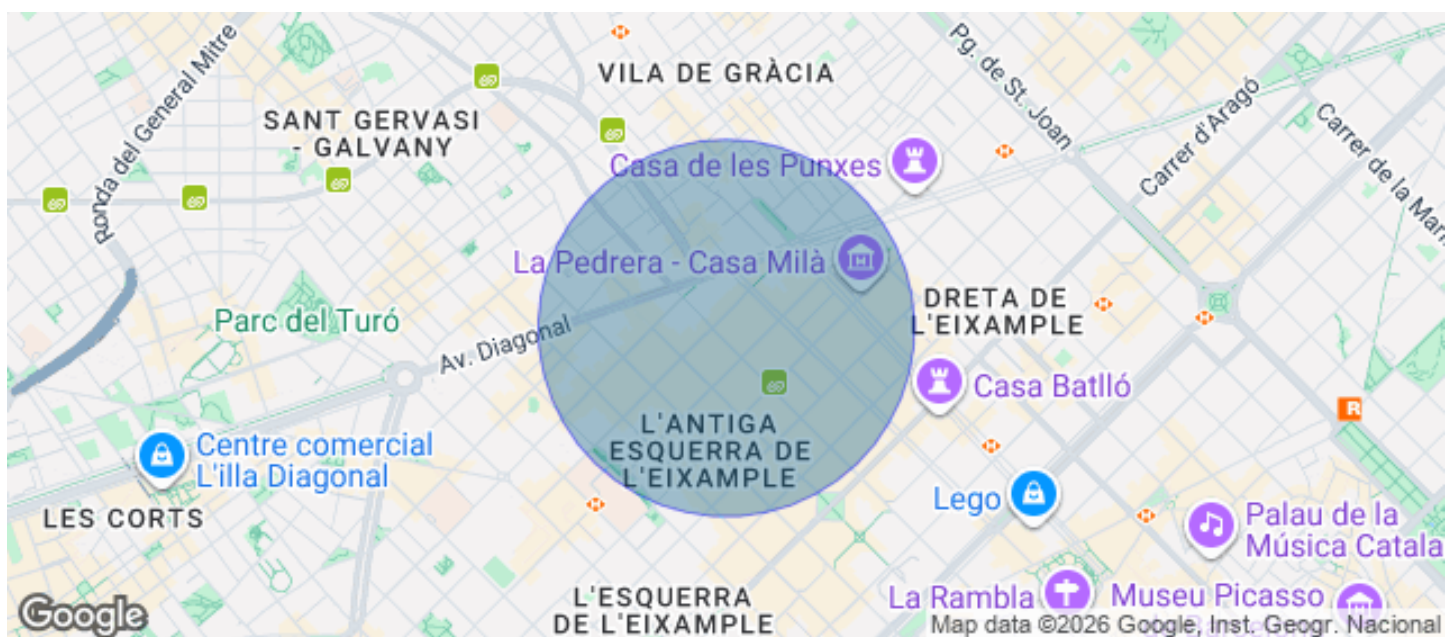 Ronda del General Mitre
VILA DE GRÀCIA
Pg. de St. Joan
SANT GERVASI
- GALVANY
Carrer d'Aragó
Carrer de la Mar
Casa de les Punxes
La Pedrera - Casa Milà
DRETA DE
L'EIXAMPLE
Parc del Turó
Av. Diagonal
Casa Batlló
L'ANTIGA
ESQUERRA DE
L'EIXAMPLE
Centre comercial
L'illa Diagonal
R
LES CORTS
Lego
Palau de la
Música Catala
L'ESQUERRA
DE L'EIXAMPLE
La Rambla
Museu Picasso
Google
Map data ©2026 Google, Inst. Geogr. Nacional